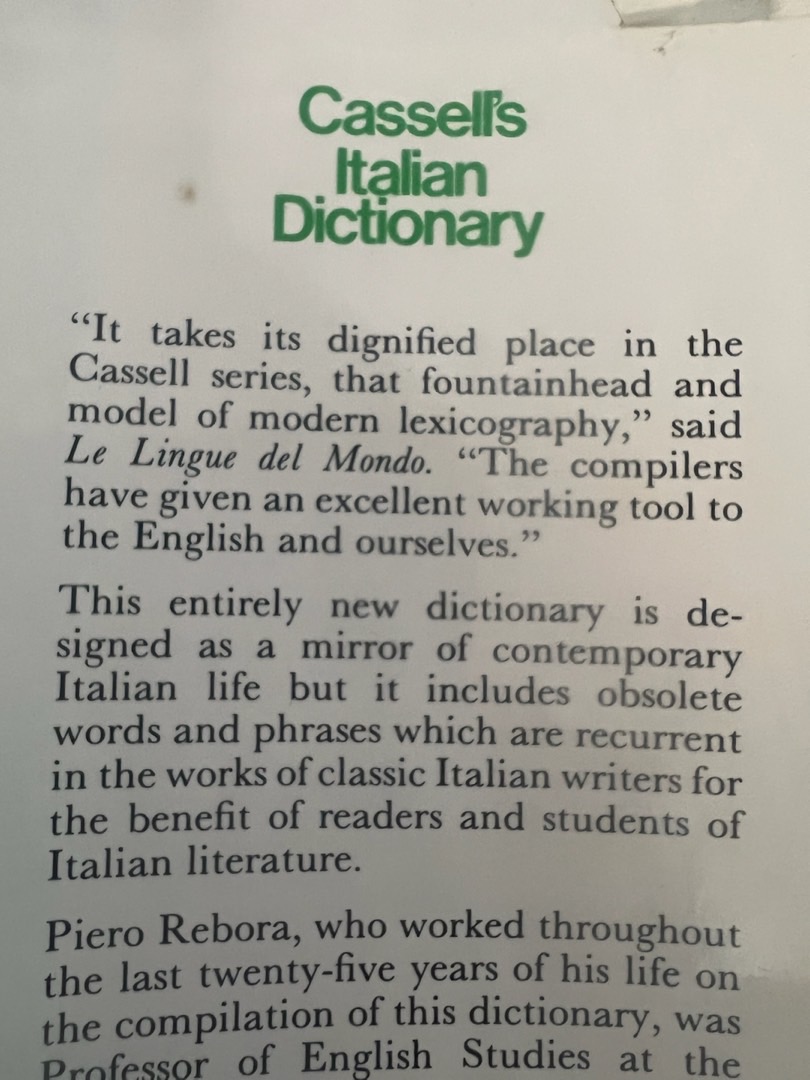 Cassell's
Italian
Dictionary
“It takes its dignified place in the
Cassell series, that fountainhead and
model of modern lexicography,” said
Le Lingue del Mondo. “The compilers
have given an excellent working tool to
the English and ourselves.”
This entirely new dictionary is de-
signed as a mirror of contemporary
Italian life but it includes obsolete
words and phrases which are recurrent
in the works of classic Italian writers for
the benefit of readers and students of
Italian literature.
Piero Rebora, who worked throughout
the last twenty-five years of his life on
the compilation of this dictionary, was
Professor of English Studies at the